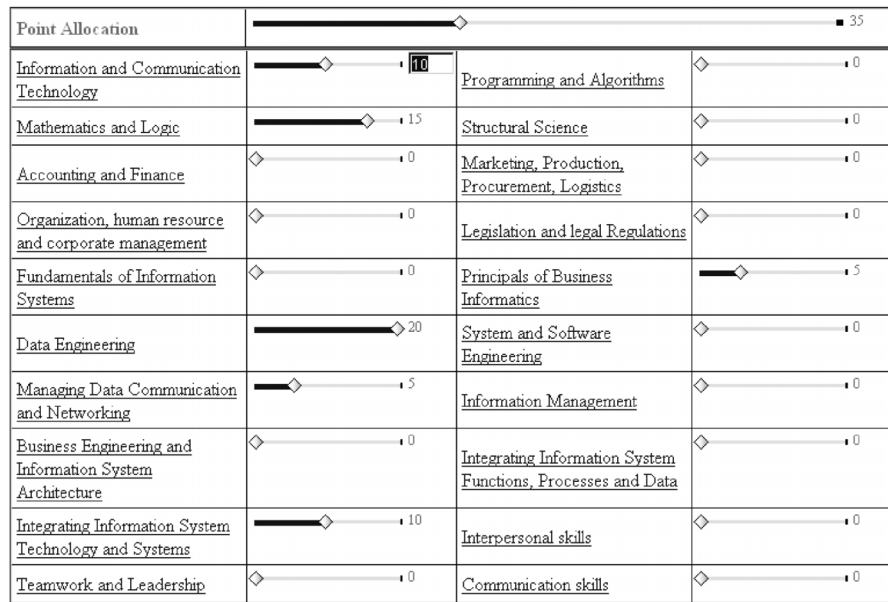 Point Allocation 35
Information and Communication 10 0
Technology Programming and Algorithms
Mathematics and Logic 15 Structural Science 0
Accounting and Finance 0 Marketing, Production, 0
Procurement, Logistics
Organization, human resource 0 0
and corporate management Legislation and legal Regulations
Fundamentals of Information 0 Principals of Business 5
Systems Informatics
Data Engineering 20 System and Software 0
Engineering
Managing Data Communication 5 0
and Networking Information Management
Business Engineering and 0 0
Information System Integrating Information System
Architecture Functions, Processes and Data
Integrating Information System 10 0
Technology and Systems Interpersonal skills
Teamwork and Leadership 0 Communication skills 0